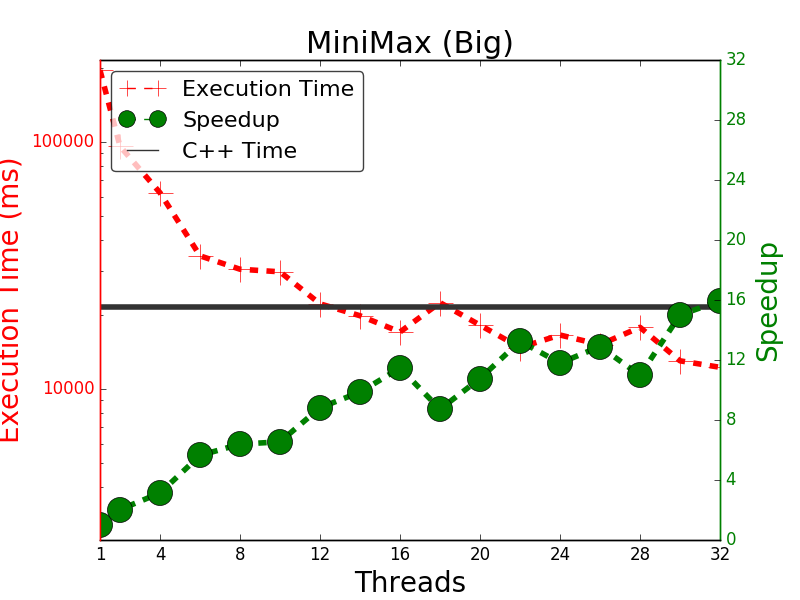 MiniMax (Big)
Execution Time
Speedup
C++ Time
Execution Time (ms)
100000
10000
32
28
24
20
16
12
8
4
0
Speedup
1
4
8
12
16
20
24
28
32
Threads